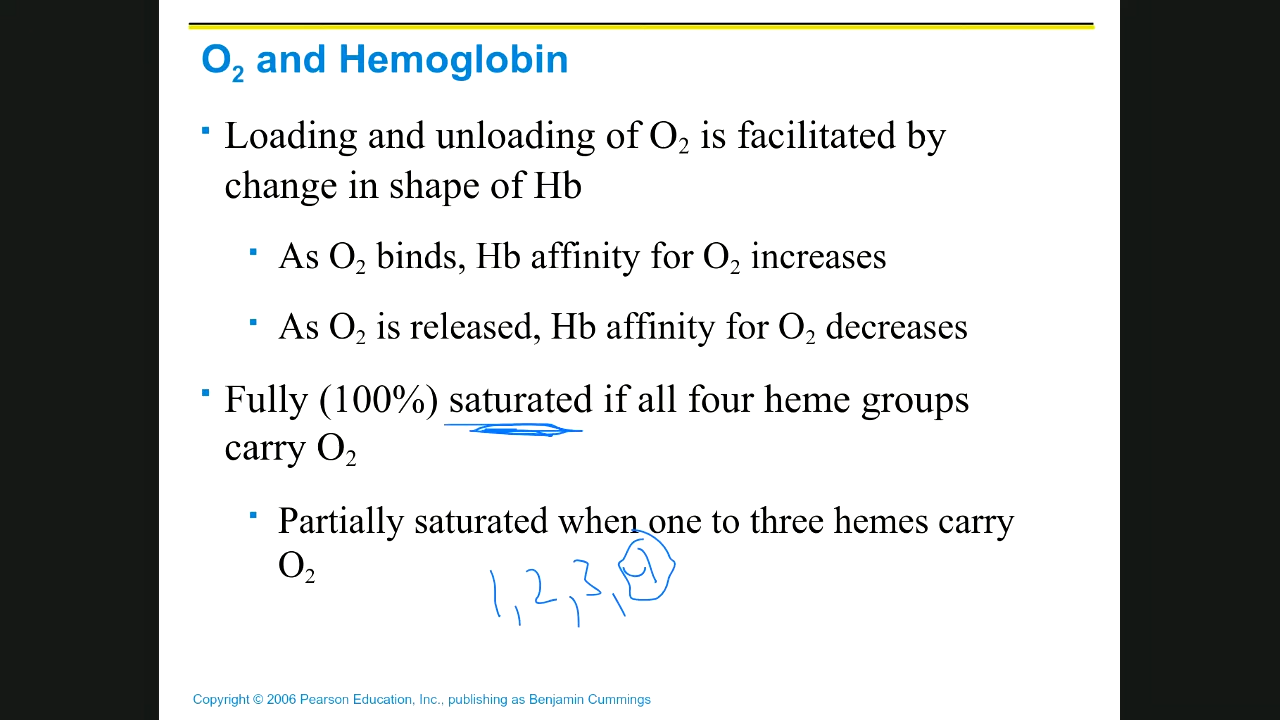 O₂ and Hemoglobin
▪ Loading and unloading of O₂ is facilitated by
change in shape of Hb
▪ As O₂ binds, Hb affinity for O₂ increases
▪ As O₂ is released, Hb affinity for O₂ decreases
▪ Fully (100%) saturated if all four heme groups
carry O₂
▪ Partially saturated when one to three hemes carry
O₂
1, 2, 3, 4
Copyright © 2006 Pearson Education, Inc., publishing as Benjamin Cummings